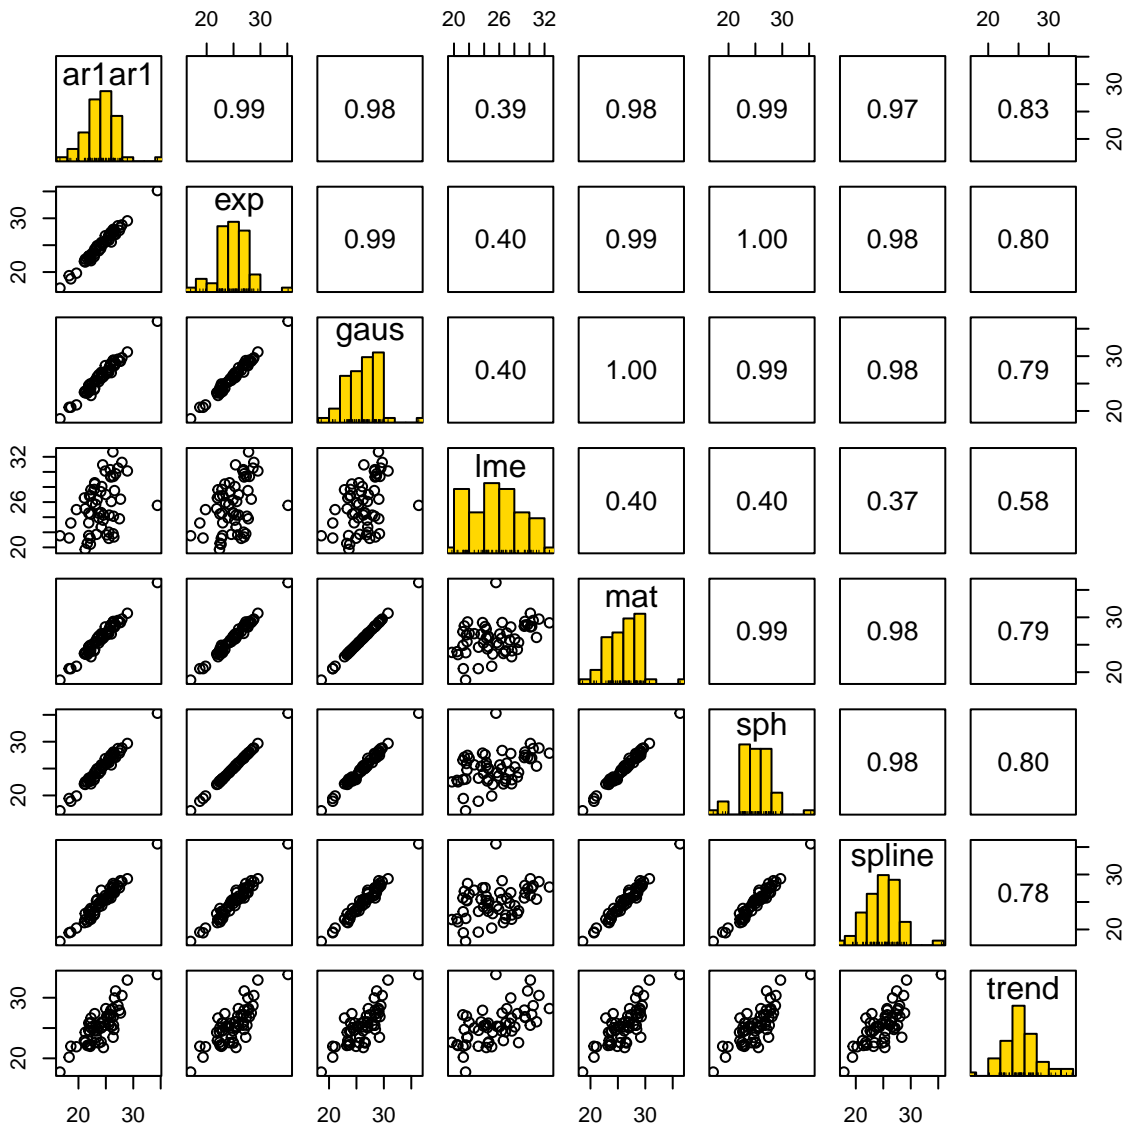 20 30 20 26 32 20 30 20 30
ar1ar1 0.99 0.98 0.39 0.98 0.99 0.97 0.83 20 30
20 30 exp 0.99 0.40 0.99 1.00 0.98 0.80
gaus 0.40 1.00 0.99 0.98 0.79 20 30
20 26 32 lme 0.40 0.40 0.37 0.58
mat 0.99 0.98 0.79 20 30
20 30 sph 0.98 0.80
spline 0.78 20 30
20 30 trend
20 30 20 30 20 30